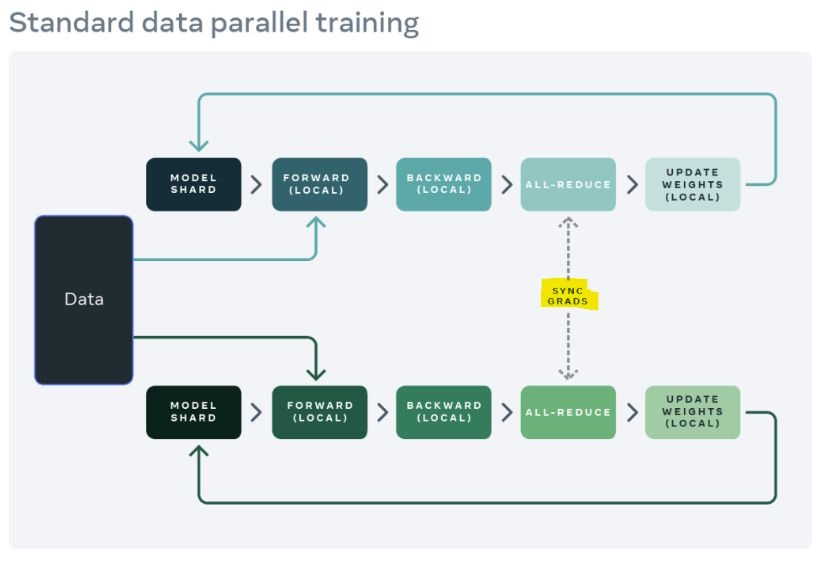 Standard data parallel training
MODEL
SHARD
FORWARD
(LOCAL)
BACKWARD
(LOCAL)
ALL-REDUCE
UPDATE
WEIGHTS
(LOCAL)
Data
SYNC
GRADS
MODEL
SHARD
FORWARD
(LOCAL)
BACKWARD
(LOCAL)
ALL-REDUCE
UPDATE
WEIGHTS
(LOCAL)